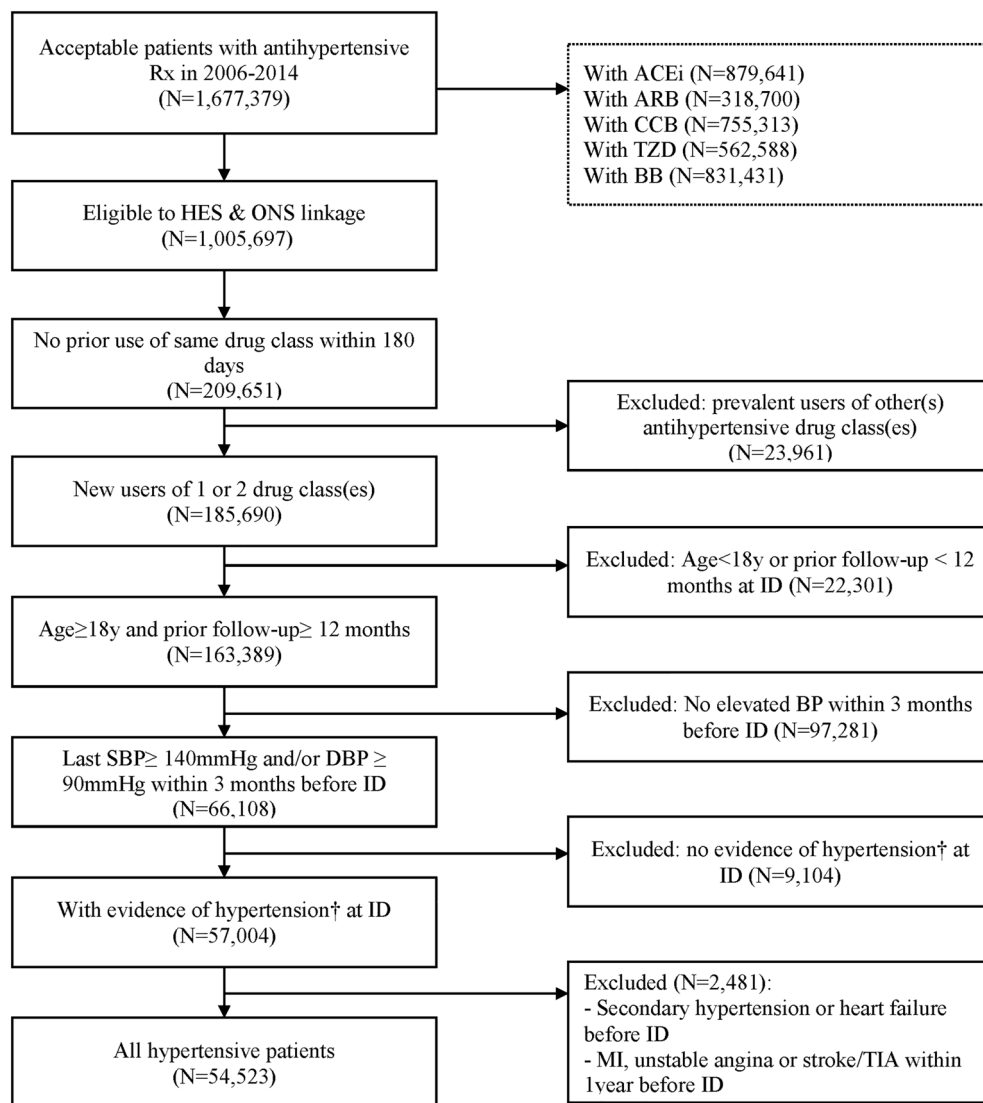 Acceptable patients with antihypertensive
Rx in 2006-2014
(N=1,677,379)
With ACEi (N=879,641)
With ARB (N=318,700)
With CCB (N=755,313)
With TZD (N=562,588)
With BB (N=831,431)
Eligible to HES & ONS linkage
(N=1,005,697)
No prior use of same drug class within 180
days
(N=209,651)
Excluded: prevalent users of other(s)
antihypertensive drug class(es)
(N=23,961)
New users of 1 or 2 drug class(es)
(N=185,690)
Excluded: Age<18y or prior follow-up < 12
months at ID (N=22,301)
Age≥18y and prior follow-up≥ 12 months
(N=163,389)
Excluded: No elevated BP within 3 months
before ID (N=97,281)
Last SBP≥ 140mmHg and/or DBP ≥
90mmHg within 3 months before ID
(N=66,108)
Excluded: no evidence of hypertension† at
ID (N=9,104)
With evidence of hypertension† at ID
(N=57,004)
Excluded (N=2,481):
- Secondary hypertension or heart failure
before ID
- MI, unstable angina or stroke/TIA within
1year before ID
All hypertensive patients
(N=54,523)